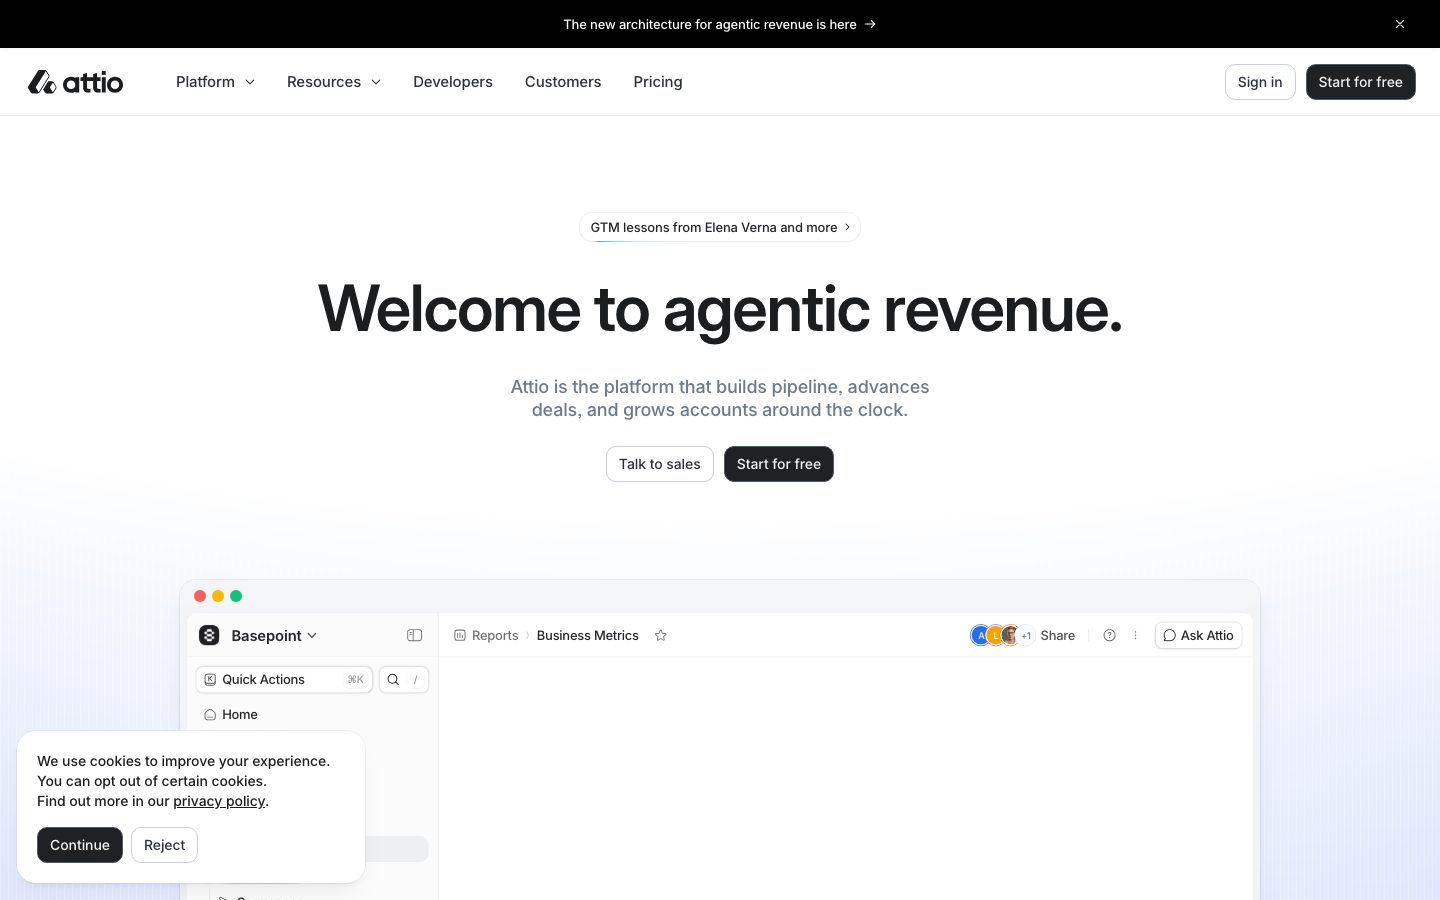 The new architecture for agentic revenue is here →
attio
Platform
Resources
Developers
Customers
Pricing
Sign in
Start for free
GTM lessons from Elena Verna and more
Welcome to agentic revenue.
Attio is the platform that builds pipeline, advances
deals, and grows accounts around the clock.
Talk to sales
Start for free
Basepoint
Reports
Business Metrics
A
L
+1
Share
Ask Attio
Quick Actions
⌘K
/
Home
We use cookies to improve your experience.
You can opt out of certain cookies.
Find out more in our privacy policy.
Continue
Reject